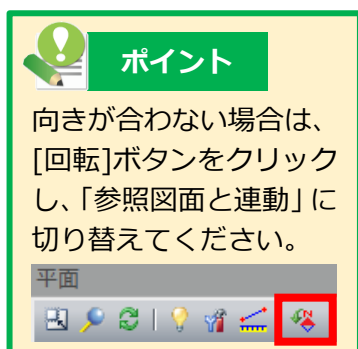 ポイント
向きが合わない場合は、
[回転]ボタンをクリック
し、「参照図面と連動」に
切り替えてください。
平面
N